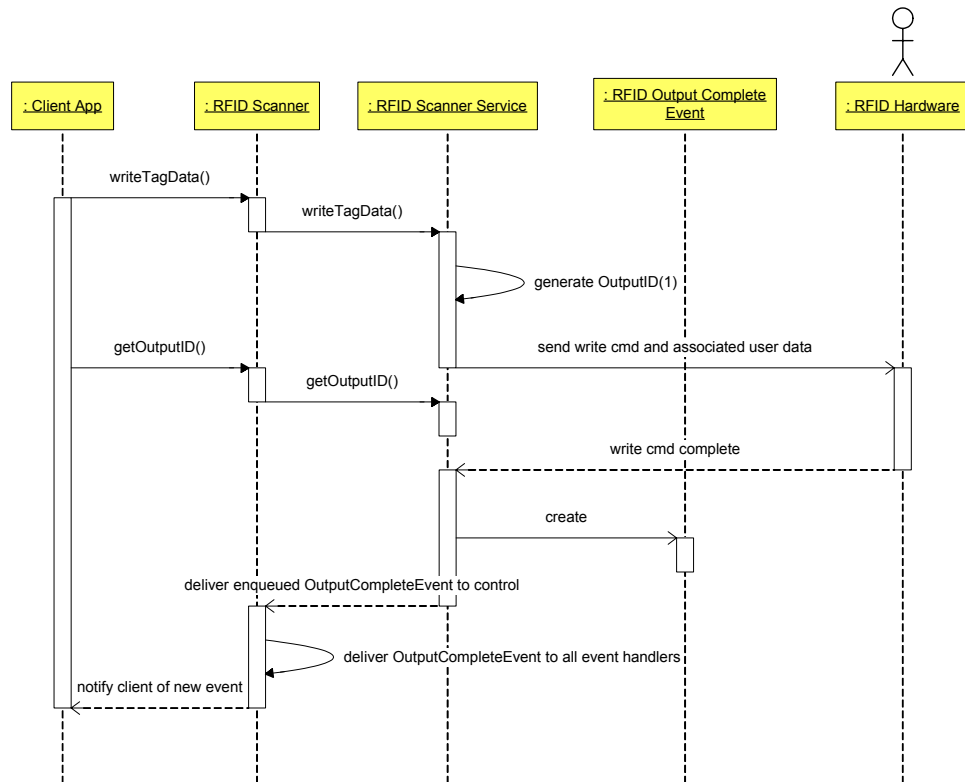 : Client App
: RFID Scanner
: RFID Scanner Service
: RFID Output Complete
Event
: RFID Hardware
writeTagData()
writeTagData()
generate OutputID(1)
getOutputID()
send write cmd and associated user data
getOutputID()
write cmd complete
create
deliver enqueued OutputCompleteEvent to control
deliver OutputCompleteEvent to all event handlers
notify client of new event